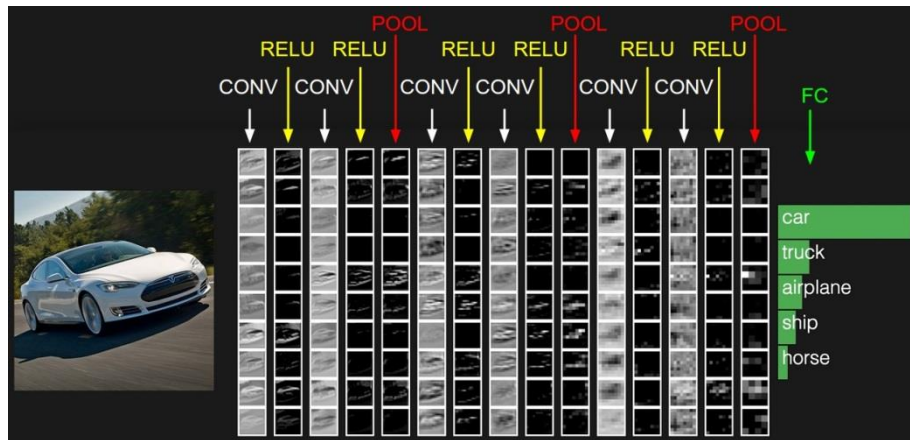 POOL POOL POOL
RELU RELU RELU RELU RELU RELU
CONV CONV CONV CONV CONV CONV FC
car
truck
airplane
ship
horse